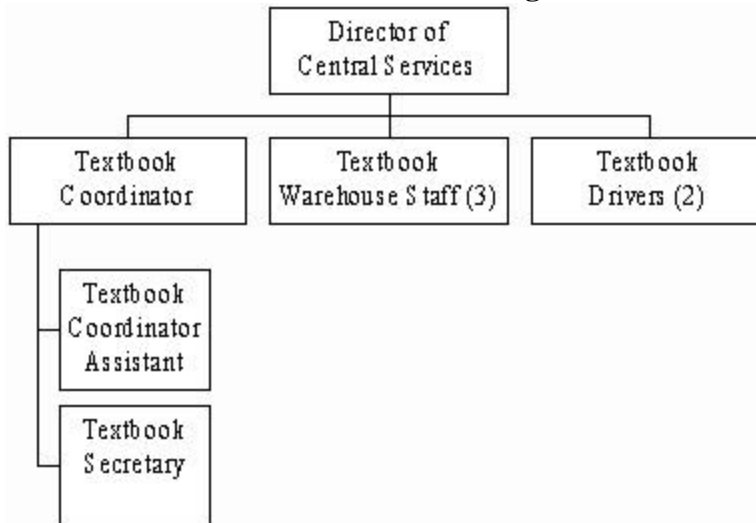 Director of
Central Services
Textbook
Coordinator
Textbook
Warehouse Staff (3)
Textbook
Drivers (2)
Textbook
Coordinator
Assistant
Textbook
Secretary